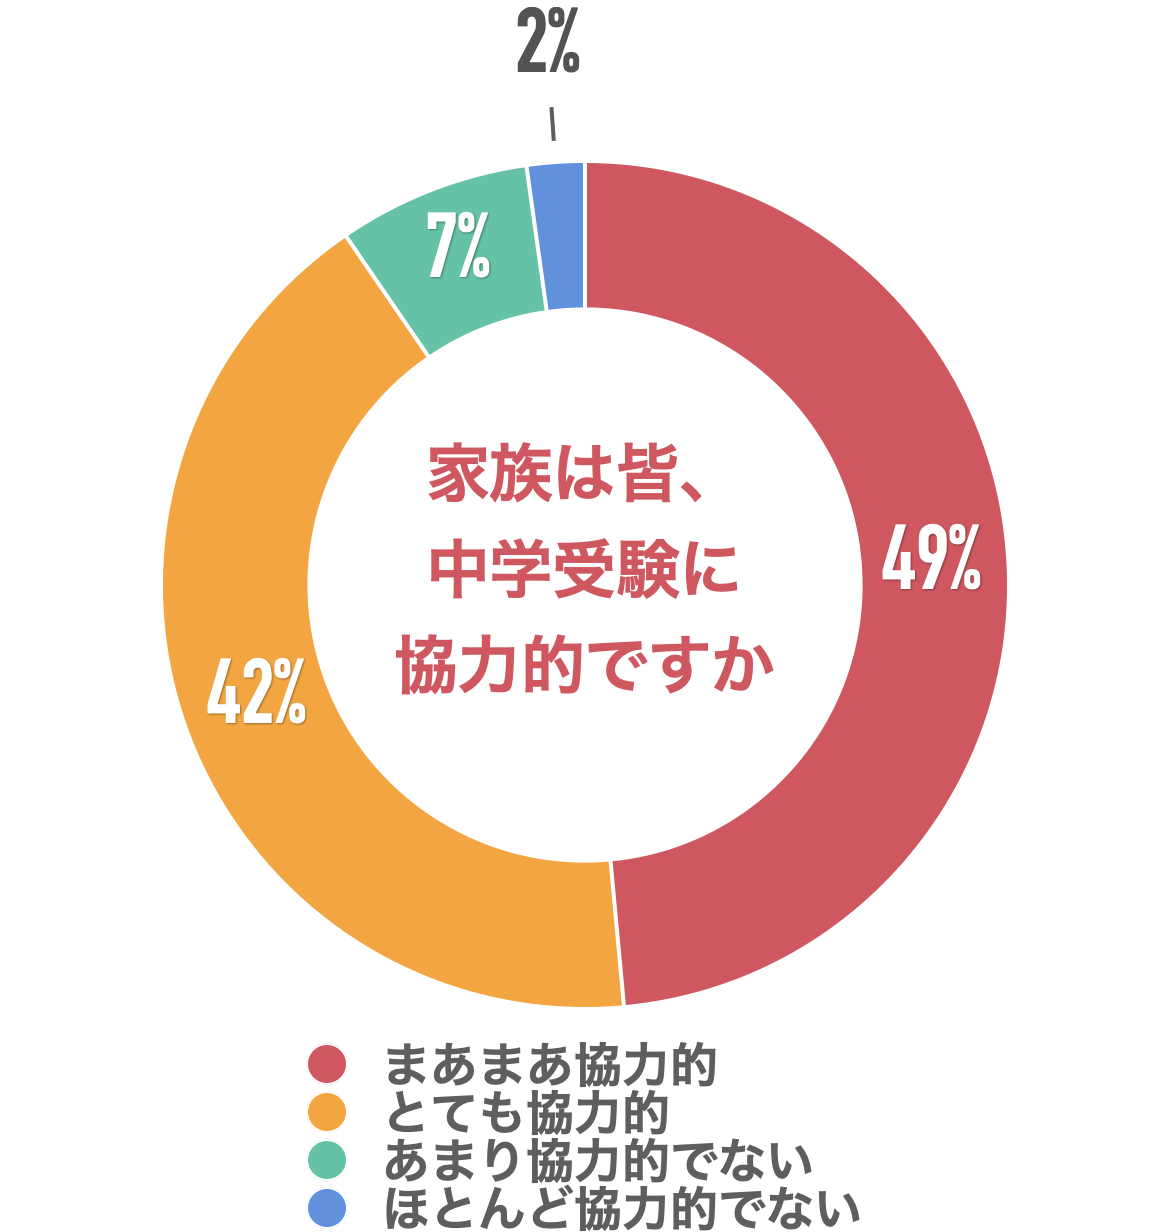 2%
7%
49%
42%
家族は皆、
中学受験に
協力的ですか
まあまあ協力的
とても協力的
あまり協力的でない
ほとんど協力的でない